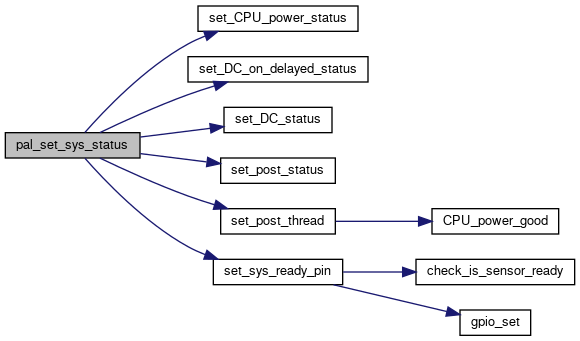 set_CPU_power_status
set_DC_on_delayed_status
set_DC_status
pal_set_sys_status
set_post_status
set_post_thread
CPU_power_good
set_sys_ready_pin
check_is_sensor_ready
gpio_set